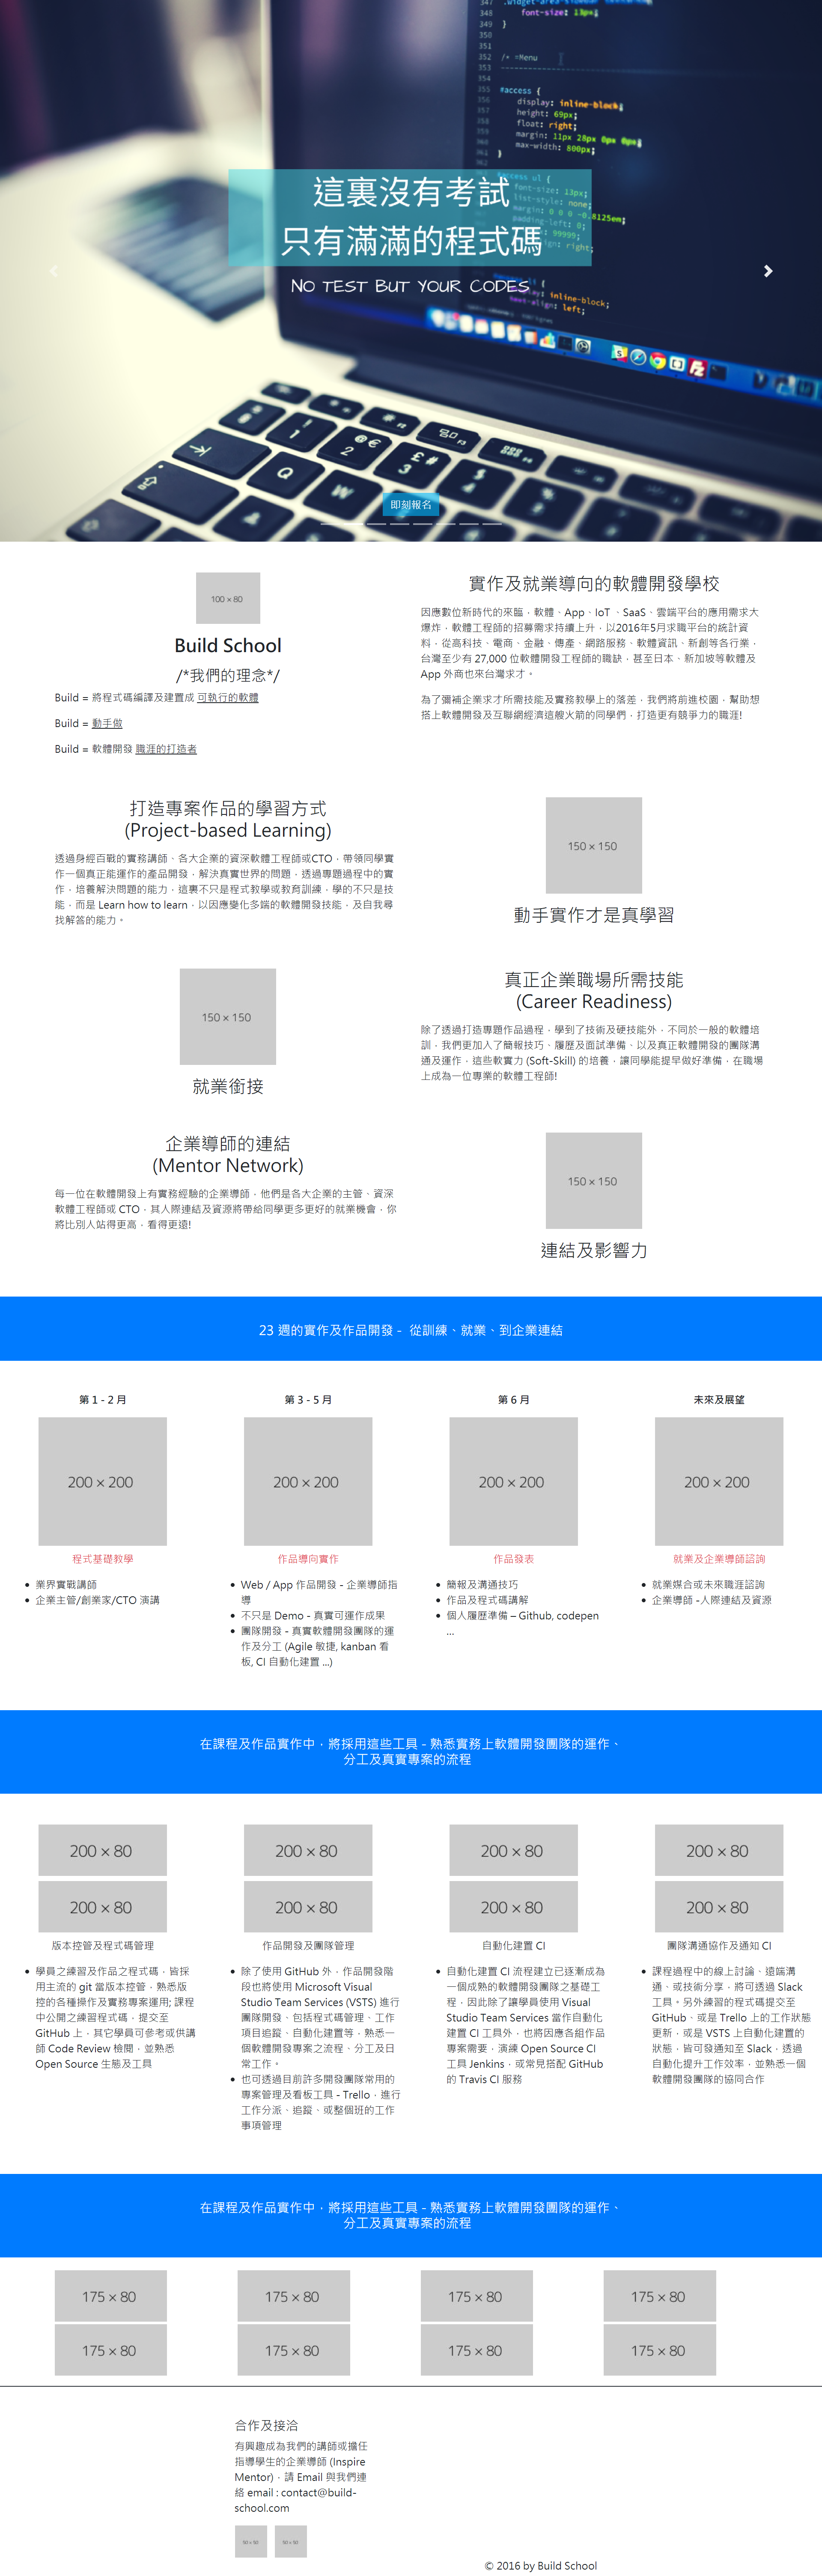 347
348 font-size: 13px;
349 }
350
351
352 /* =Menu
353
354
355 #access {
356 display: inline-block;
357 height: 69px;
358 float: right;
359 margin: 11px 28px 0px 0px;
360 max-width: 800px;
361 }
font-size: 13px;
list-style: none;
margin: 0 0 0 -0.8125em;
display: inline-block;
text-align: left;
這裏沒有考試
只有滿滿的程式碼
NO TEST BUT YOUR CODES
即刻報名
100 × 80
Build School
/*我們的理念*/
Build = 將程式碼編譯及建置成 可執行的軟體
Build = 動手做
Build = 軟體開發 職涯的打造者
實作及就業導向的軟體開發學校
因應數位新時代的來臨，軟體、App、IoT 、SaaS、雲端平台的應用需求大
爆炸，軟體工程師的招募需求持續上升，以2016年5月求職平台的統計資
料，從高科技、電商、金融、傳產、網路服務、軟體資訊、新創等各行業，
台灣至少有 27,000 位軟體開發工程師的職缺，甚至日本、新加坡等軟體及
App 外商也來台灣求才。
為了彌補企業求才所需技能及實務教學上的落差，我們將前進校園，幫助想
搭上軟體開發及互聯網經濟這艘火箭的同學們，打造更有競爭力的職涯!
打造專案作品的學習方式
(Project-based Learning)
透過身經百戰的實務講師、各大企業的資深軟體工程師或CTO，帶領同學實
作一個真正能運作的產品開發，解決真實世界的問題，透過專題過程中的實
作，培養解決問題的能力，這裏不只是程式教學或教育訓練，學的不只是技
能，而是 Learn how to learn，以因應變化多端的軟體開發技能，及自我尋
找解答的能力。
150 × 150
動手實作才是真學習
150 × 150
就業銜接
真正企業職場所需技能
(Career Readiness)
除了透過打造專題作品過程，學到了技術及硬技能外，不同於一般的軟體培
訓，我們更加入了簡報技巧、履歷及面試準備、以及真正軟體開發的團隊溝
通及運作，這些軟實力 (Soft-Skill) 的培養，讓同學能提早做好準備，在職場
上成為一位專業的軟體工程師!
企業導師的連結
(Mentor Network)
每一位在軟體開發上有實務經驗的企業導師，他們是各大企業的主管、資深
軟體工程師或 CTO，其人際連結及資源將帶給同學更多更好的就業機會，你
將比別人站得更高，看得更遠!
150 × 150
連結及影響力
23 週的實作及作品開發 - 從訓練、就業、到企業連結
第 1 - 2 月
200 × 200
程式基礎教學
• 業界實戰講師
• 企業主管/創業家/CTO 演講
第 3 - 5 月
200 × 200
作品導向實作
• Web / App 作品開發 - 企業導師指
導
• 不只是 Demo - 真實可運作成果
• 團隊開發 - 真實軟體開發團隊的運
作及分工 (Agile 敏捷, kanban 看
板, CI 自動化建置 ...)
第 6 月
200 × 200
作品發表
• 簡報及溝通技巧
• 作品及程式碼講解
• 個人履歷準備 – Github, codepen
...
未來及展望
200 × 200
就業及企業導師諮詢
• 就業媒合或未來職涯諮詢
• 企業導師 -人際連結及資源
在課程及作品實作中，將採用這些工具 - 熟悉實務上軟體開發團隊的運作、
分工及真實專案的流程
200 × 80
200 × 80
版本控管及程式碼管理
• 學員之練習及作品之程式碼，皆採
用主流的 git 當版本控管，熟悉版
控的各種操作及實務專案運用; 課程
中公開之練習程式碼，提交至
GitHub 上，其它學員可參考或供講
師 Code Review 檢閱，並熟悉
Open Source 生態及工具
200 × 80
200 × 80
作品開發及團隊管理
• 除了使用 GitHub 外，作品開發階
段也將使用 Microsoft Visual
Studio Team Services (VSTS) 進行
團隊開發、包括程式碼管理、工作
項目追蹤、自動化建置等，熟悉一
個軟體開發專案之流程、分工及日
常工作。
• 也可透過目前許多開發團隊常用的
專案管理及看板工具 - Trello，進行
工作分派、追蹤、或整個班的工作
事項管理
200 × 80
200 × 80
自動化建置 CI
• 自動化建置 CI 流程建立已逐漸成為
一個成熟的軟體開發團隊之基礎工
程，因此除了讓學員使用 Visual
Studio Team Services 當作自動化
建置 CI 工具外，也將因應各組作品
專案需要，演練 Open Source CI
工具 Jenkins，或常見搭配 GitHub
的 Travis CI 服務
200 × 80
200 × 80
團隊溝通協作及通知 CI
• 課程過程中的線上討論、遠端溝
通、或技術分享，將可透過 Slack
工具。另外練習的程式碼提交至
GitHub、或是 Trello 上的工作狀態
更新，或是 VSTS 上自動化建置的
狀態，皆可發通知至 Slack，透過
自動化提升工作效率，並熟悉一個
軟體開發團隊的協同合作
在課程及作品實作中，將採用這些工具 - 熟悉實務上軟體開發團隊的運作、
分工及真實專案的流程
175 × 80
175 × 80
175 × 80
175 × 80
175 × 80
175 × 80
175 × 80
175 × 80
合作及接洽
有興趣成為我們的講師或擔任
指導學生的企業導師 (Inspire
Mentor)，請 Email 與我們連
絡 email : contact@build-
school.com
50 × 50
50 × 50
© 2016 by Build School